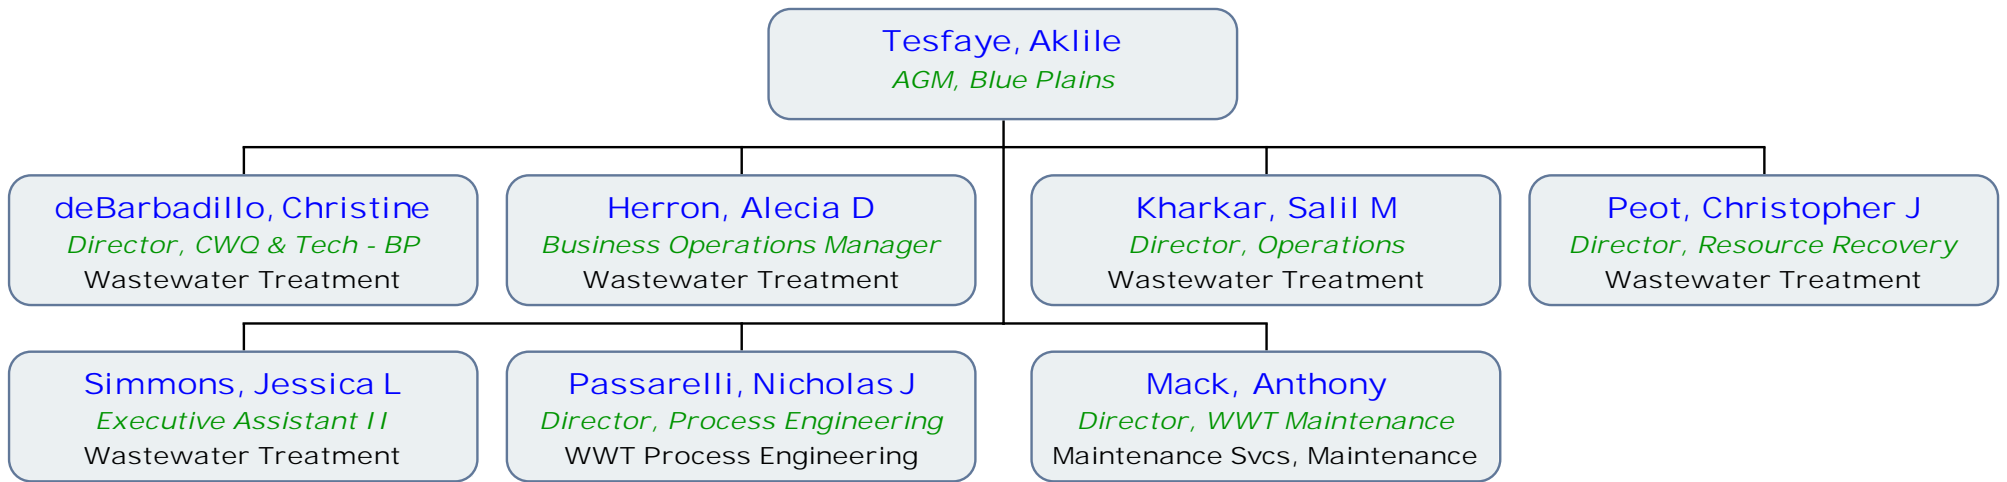 Tesfaye, Aklile
AGM, Blue Plains
deBarbadillo, Christine
Director, CWQ & Tech - BP
Wastewater Treatment
Herron, Alecia D
Business Operations Manager
Wastewater Treatment
Kharkar, Salil M
Director, Operations
Wastewater Treatment
Peot, Christopher J
Director, Resource Recovery
Wastewater Treatment
Simmons, Jessica L
Executive Assistant II
Wastewater Treatment
Passarelli, Nicholas J
Director, Process Engineering
WWT Process Engineering
Mack, Anthony
Director, WWT Maintenance
Maintenance Svcs, Maintenance